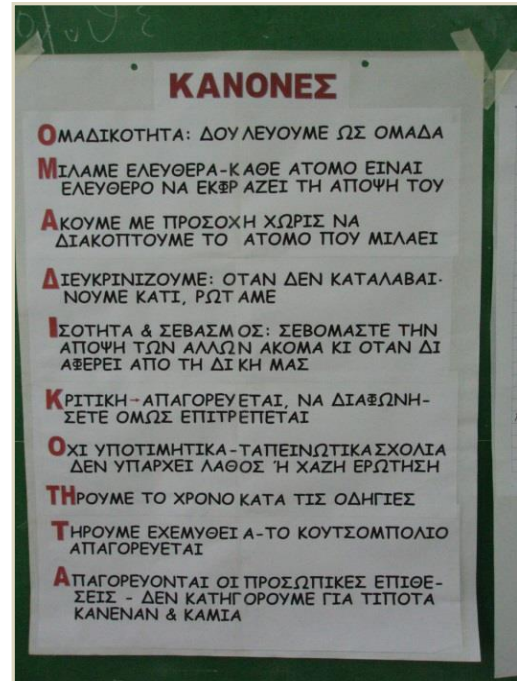 ΚΑΝΟΝΕΣ
ΟΜΑΔΙΚΟΤΗΤΑ: ΔΟΥΛΕΥΟΥΜΕ ΩΣ ΟΜΑΔΑ
ΜΙΛΑΜΕ ΕΛΕΥΘΕΡΑ-ΚΑΘΕ ΑΤΟΜΟ ΕΙΝΑΙ
ΕΛΕΥΘΕΡΟ ΝΑ ΕΚΦΡΑΖΕΙ ΤΗ ΑΠΟΨΗ ΤΟΥ
ΑΚΟΥΜΕ ΜΕ ΠΡΟΣΟΧΗ ΧΩΡΙΣ ΝΑ
ΔΙΑΚΟΠΤΟΥΜΕ ΤΟ ΑΤΟΜΟ ΠΟΥ ΜΙΛΑΕΙ
ΔΙΕΥΚΡΙΝΙΖΟΥΜΕ: ΟΤΑΝ ΔΕΝ ΚΑΤΑΛΑΒΑΙ-
ΝΟΥΜΕ ΚΑΤΙ, ΡΩΤΑΜΕ
ΙΣΟΤΗΤΑ & ΣΕΒΑΣΜΟΣ: ΣΕΒΟΜΑΣΤΕ ΤΗΝ
ΑΠΟΨΗ ΤΩΝ ΑΛΛΩΝ ΑΚΟΜΑ ΚΙ ΟΤΑΝ ΔΙ
ΑΦΕΡΕΙ ΑΠΟ ΤΗ ΔΙΚΗ ΜΑΣ
ΚΡΙΤΙΚΗ→ΑΠΑΓΟΡΕΥΕΤΑΙ, ΝΑ ΔΙΑΦΩΝΗ-
ΣΕΤΕ ΟΜΩΣ ΕΠΙΤΡΕΠΕΤΑΙ
ΟΧΙ ΥΠΟΤΙΜΗΤΙΚΑ-ΤΑΠΕΙΝΩΤΙΚΑ ΣΧΟΛΙΑ
ΔΕΝ ΥΠΑΡΧΕΙ ΛΑΘΟΣ Ή ΧΑΖΗ ΕΡΩΤΗΣΗ
ΤΗΡΟΥΜΕ ΤΟ ΧΡΟΝΟ ΚΑΤΑ ΤΙΣ ΟΔΗΓΙΕΣ
ΤΗΡΟΥΜΕ ΕΧΕΜΥΘΕΙΑ-ΤΟ ΚΟΥΤΣΟΜΠΟΛΙΟ
ΑΠΑΓΟΡΕΥΕΤΑΙ
ΑΠΑΓΟΡΕΥΟΝΤΑΙ ΟΙ ΠΡΟΣΩΠΙΚΕΣ ΕΠΙΘΕ-
ΣΕΙΣ - ΔΕΝ ΚΑΤΗΓΟΡΟΥΜΕ ΓΙΑ ΤΙΠΟΤΑ
ΚΑΝΕΝΑΝ & ΚΑΜΙΑ